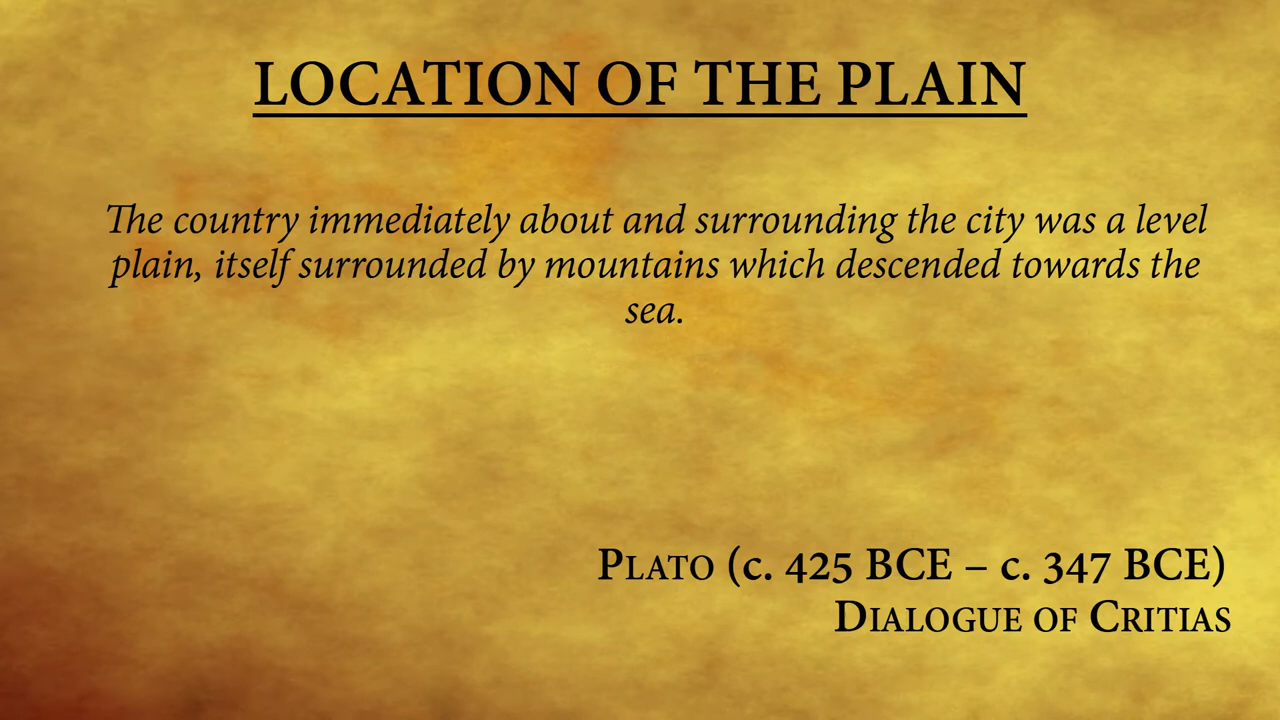 LOCATION OF THE PLAIN
The country immediately about and surrounding the city was a level
plain, itself surrounded by mountains which descended towards the
sea.
Plato (c. 425 BCE – c. 347 BCE)
Dialogue of Critias